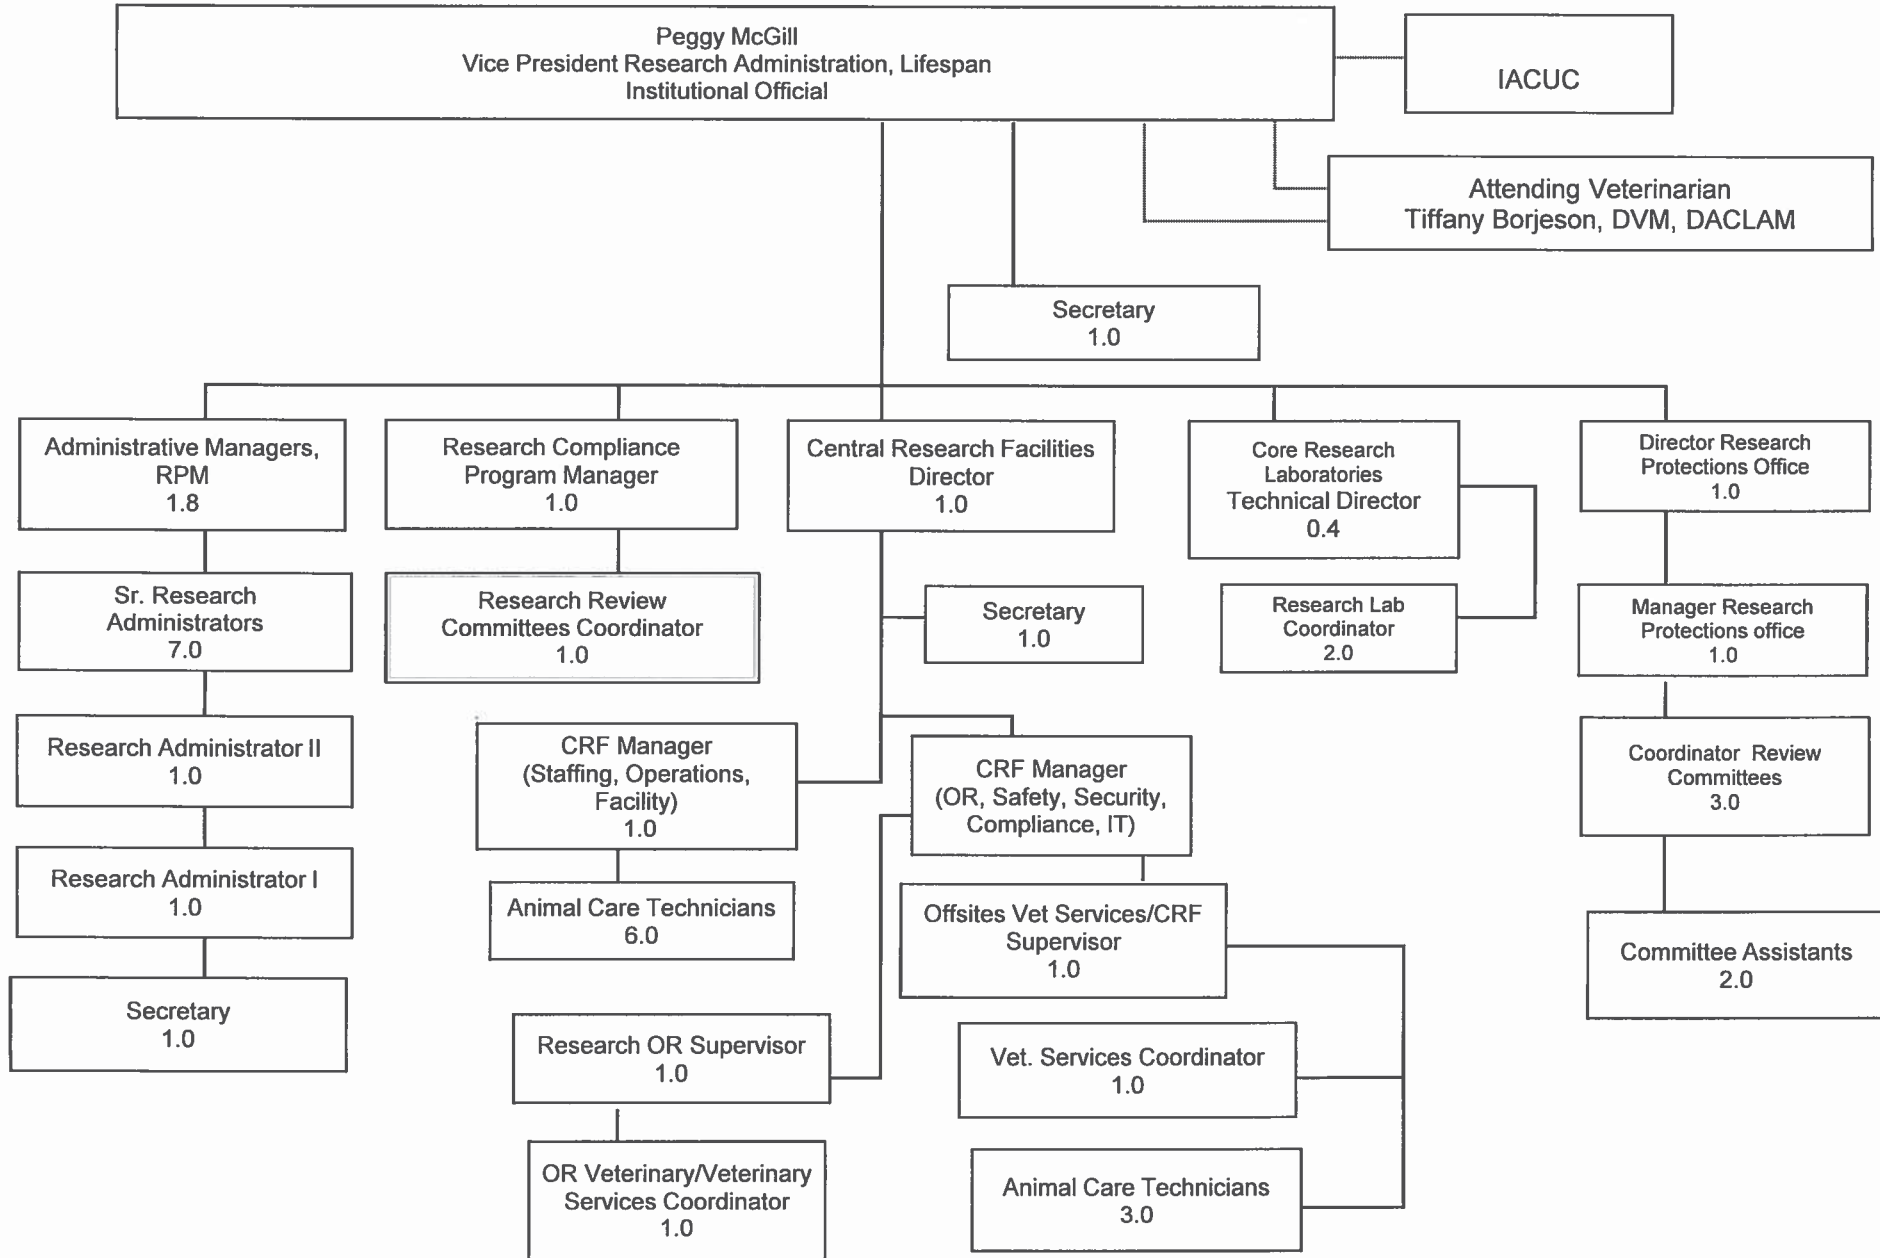 Peggy McGill
Vice President Research Administration, Lifespan
Institutional Official
IACUC
Attending Veterinarian
Tiffany Borjeson, DVM, DACLAM
Secretary
1.0
Administrative Managers,
RPM
1.8
Research Compliance
Program Manager
1.0
Central Research Facilities
Director
1.0
Core Research
Laboratories
Technical Director
0.4
Director Research
Protections Office
1.0
Sr. Research
Administrators
7.0
Research Review
Committees Coordinator
1.0
Secretary
1.0
Research Lab
Coordinator
2.0
Manager Research
Protections office
1.0
Research Administrator II
1.0
CRF Manager
(Staffing, Operations,
Facility)
1.0
CRF Manager
(OR, Safety, Security,
Compliance, IT)
Coordinator Review
Committees
3.0
Research Administrator I
1.0
Animal Care Technicians
6.0
Offsites Vet Services/CRF
Supervisor
1.0
Committee Assistants
2.0
Secretary
1.0
Research OR Supervisor
1.0
Vet. Services Coordinator
1.0
OR Veterinary/Veterinary
Services Coordinator
1.0
Animal Care Technicians
3.0